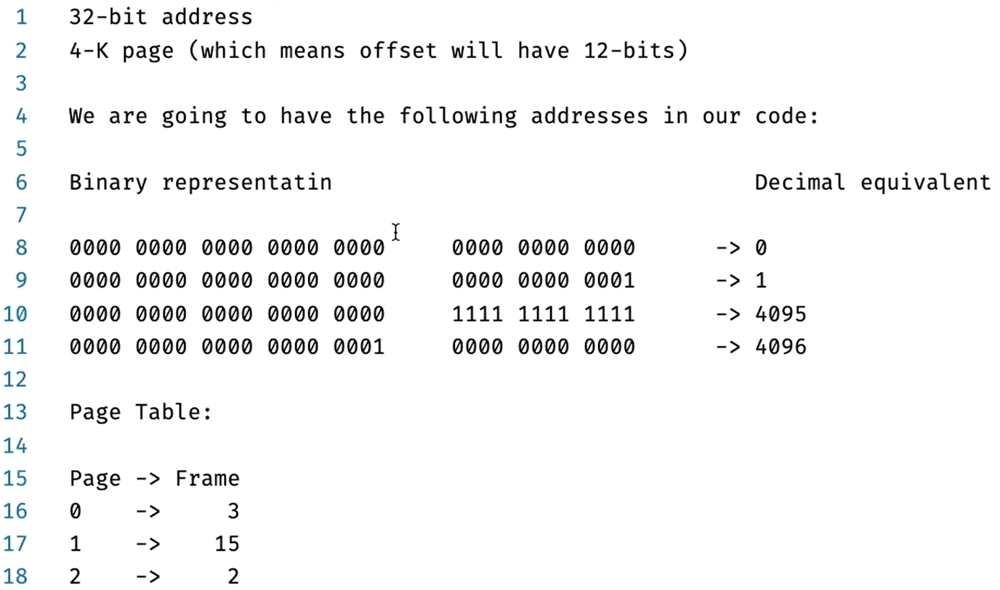 1 32-bit address
2 4-K page (which means offset will have 12-bits)
3
4 We are going to have the following addresses in our code:
5
6 Binary representatin Decimal equivalent
7
8 0000 0000 0000 0000 0000 0000 0000 0000 -> 0
9 0000 0000 0000 0000 0000 0000 0000 0001 -> 1
10 0000 0000 0000 0000 0000 1111 1111 1111 -> 4095
11 0000 0000 0000 0000 0001 0000 0000 0000 -> 4096
12
13 Page Table:
14
15 Page -> Frame
16 0 -> 3
17 1 -> 15
18 2 -> 2